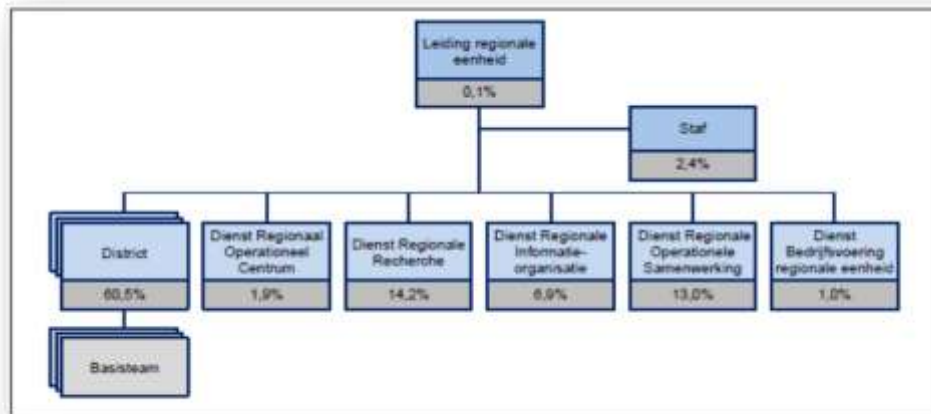 Leiding regionale
eenheid
0,1%
Staf
2,4%
District
60,5%
Dienst Regionaal
Operationeel
Centrum
1,9%
Dienst Regionale
Recherche
14,2%
Dienst Regionale
Informatie-
organisatie
6,9%
Dienst Regionale
Operationele
Samenwerking
13,0%
Dienst
Bedrijfsvoering
regionale eenheid
1,0%
Basisteam